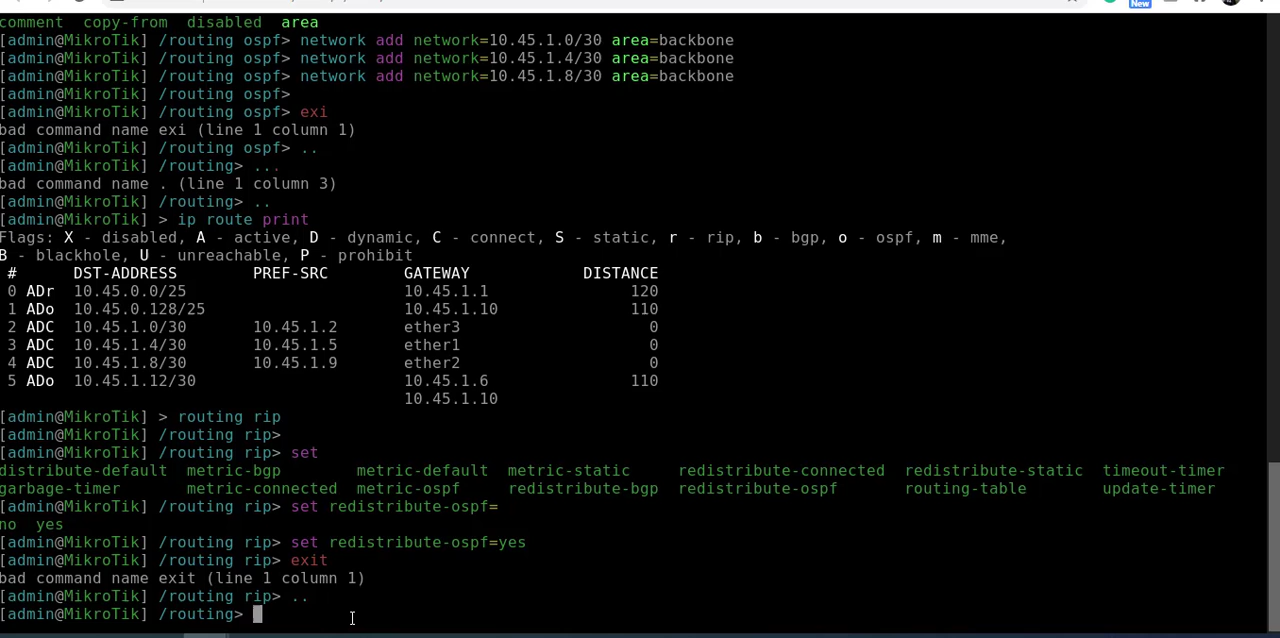 New
comment  copy-from  disabled  area
[admin@MikroTik] /routing ospf> network add network=10.45.1.0/30 area=backbone
[admin@MikroTik] /routing ospf> network add network=10.45.1.4/30 area=backbone
[admin@MikroTik] /routing ospf> network add network=10.45.1.8/30 area=backbone
[admin@MikroTik] /routing ospf>
[admin@MikroTik] /routing ospf> exi
bad command name exi (line 1 column 1)
[admin@MikroTik] /routing ospf> ..
[admin@MikroTik] /routing> ...
bad command name . (line 1 column 3)
[admin@MikroTik] /routing> ..
[admin@MikroTik] > ip route print
Flags: X - disabled, A - active, D - dynamic, C - connect, S - static, r - rip, b - bgp, o - ospf, m - mme,
B - blackhole, U - unreachable, P - prohibit
#      DST-ADDRESS        PREF-SRC        GATEWAY            DISTANCE
0 ADr  10.45.0.0/25                       10.45.1.1               120
1 ADo  10.45.0.128/25                     10.45.1.10              110
2 ADC  10.45.1.0/30       10.45.1.2       ether3                    0
3 ADC  10.45.1.4/30       10.45.1.5       ether1                    0
4 ADC  10.45.1.8/30       10.45.1.9       ether2                    0
5 ADo  10.45.1.12/30                      10.45.1.6               110
10.45.1.10
[admin@MikroTik] > routing rip
[admin@MikroTik] /routing rip>
[admin@MikroTik] /routing rip> set
distribute-default  metric-bgp        metric-default  metric-static     redistribute-connected  redistribute-static  timeout-timer
garbage-timer       metric-connected  metric-ospf     redistribute-bgp  redistribute-ospf       routing-table        update-timer
[admin@MikroTik] /routing rip> set redistribute-ospf=
no  yes
[admin@MikroTik] /routing rip> set redistribute-ospf=yes
[admin@MikroTik] /routing rip> exit
bad command name exit (line 1 column 1)
[admin@MikroTik] /routing rip> ..
[admin@MikroTik] /routing>